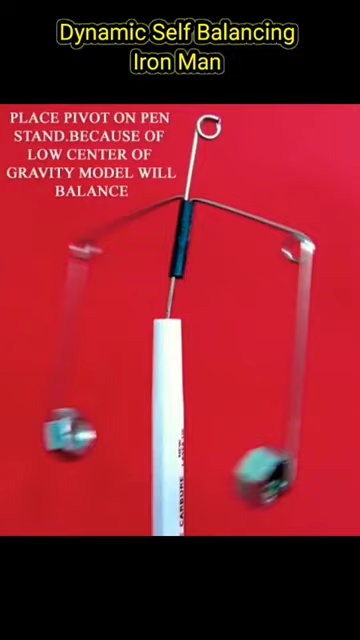 Dynamic Self Balancing
Iron Man
PLACE PIVOT ON PEN
STAND.BECAUSE OF
LOW CENTER OF
GRAVITY MODEL WILL
BALANCE
CARBURE